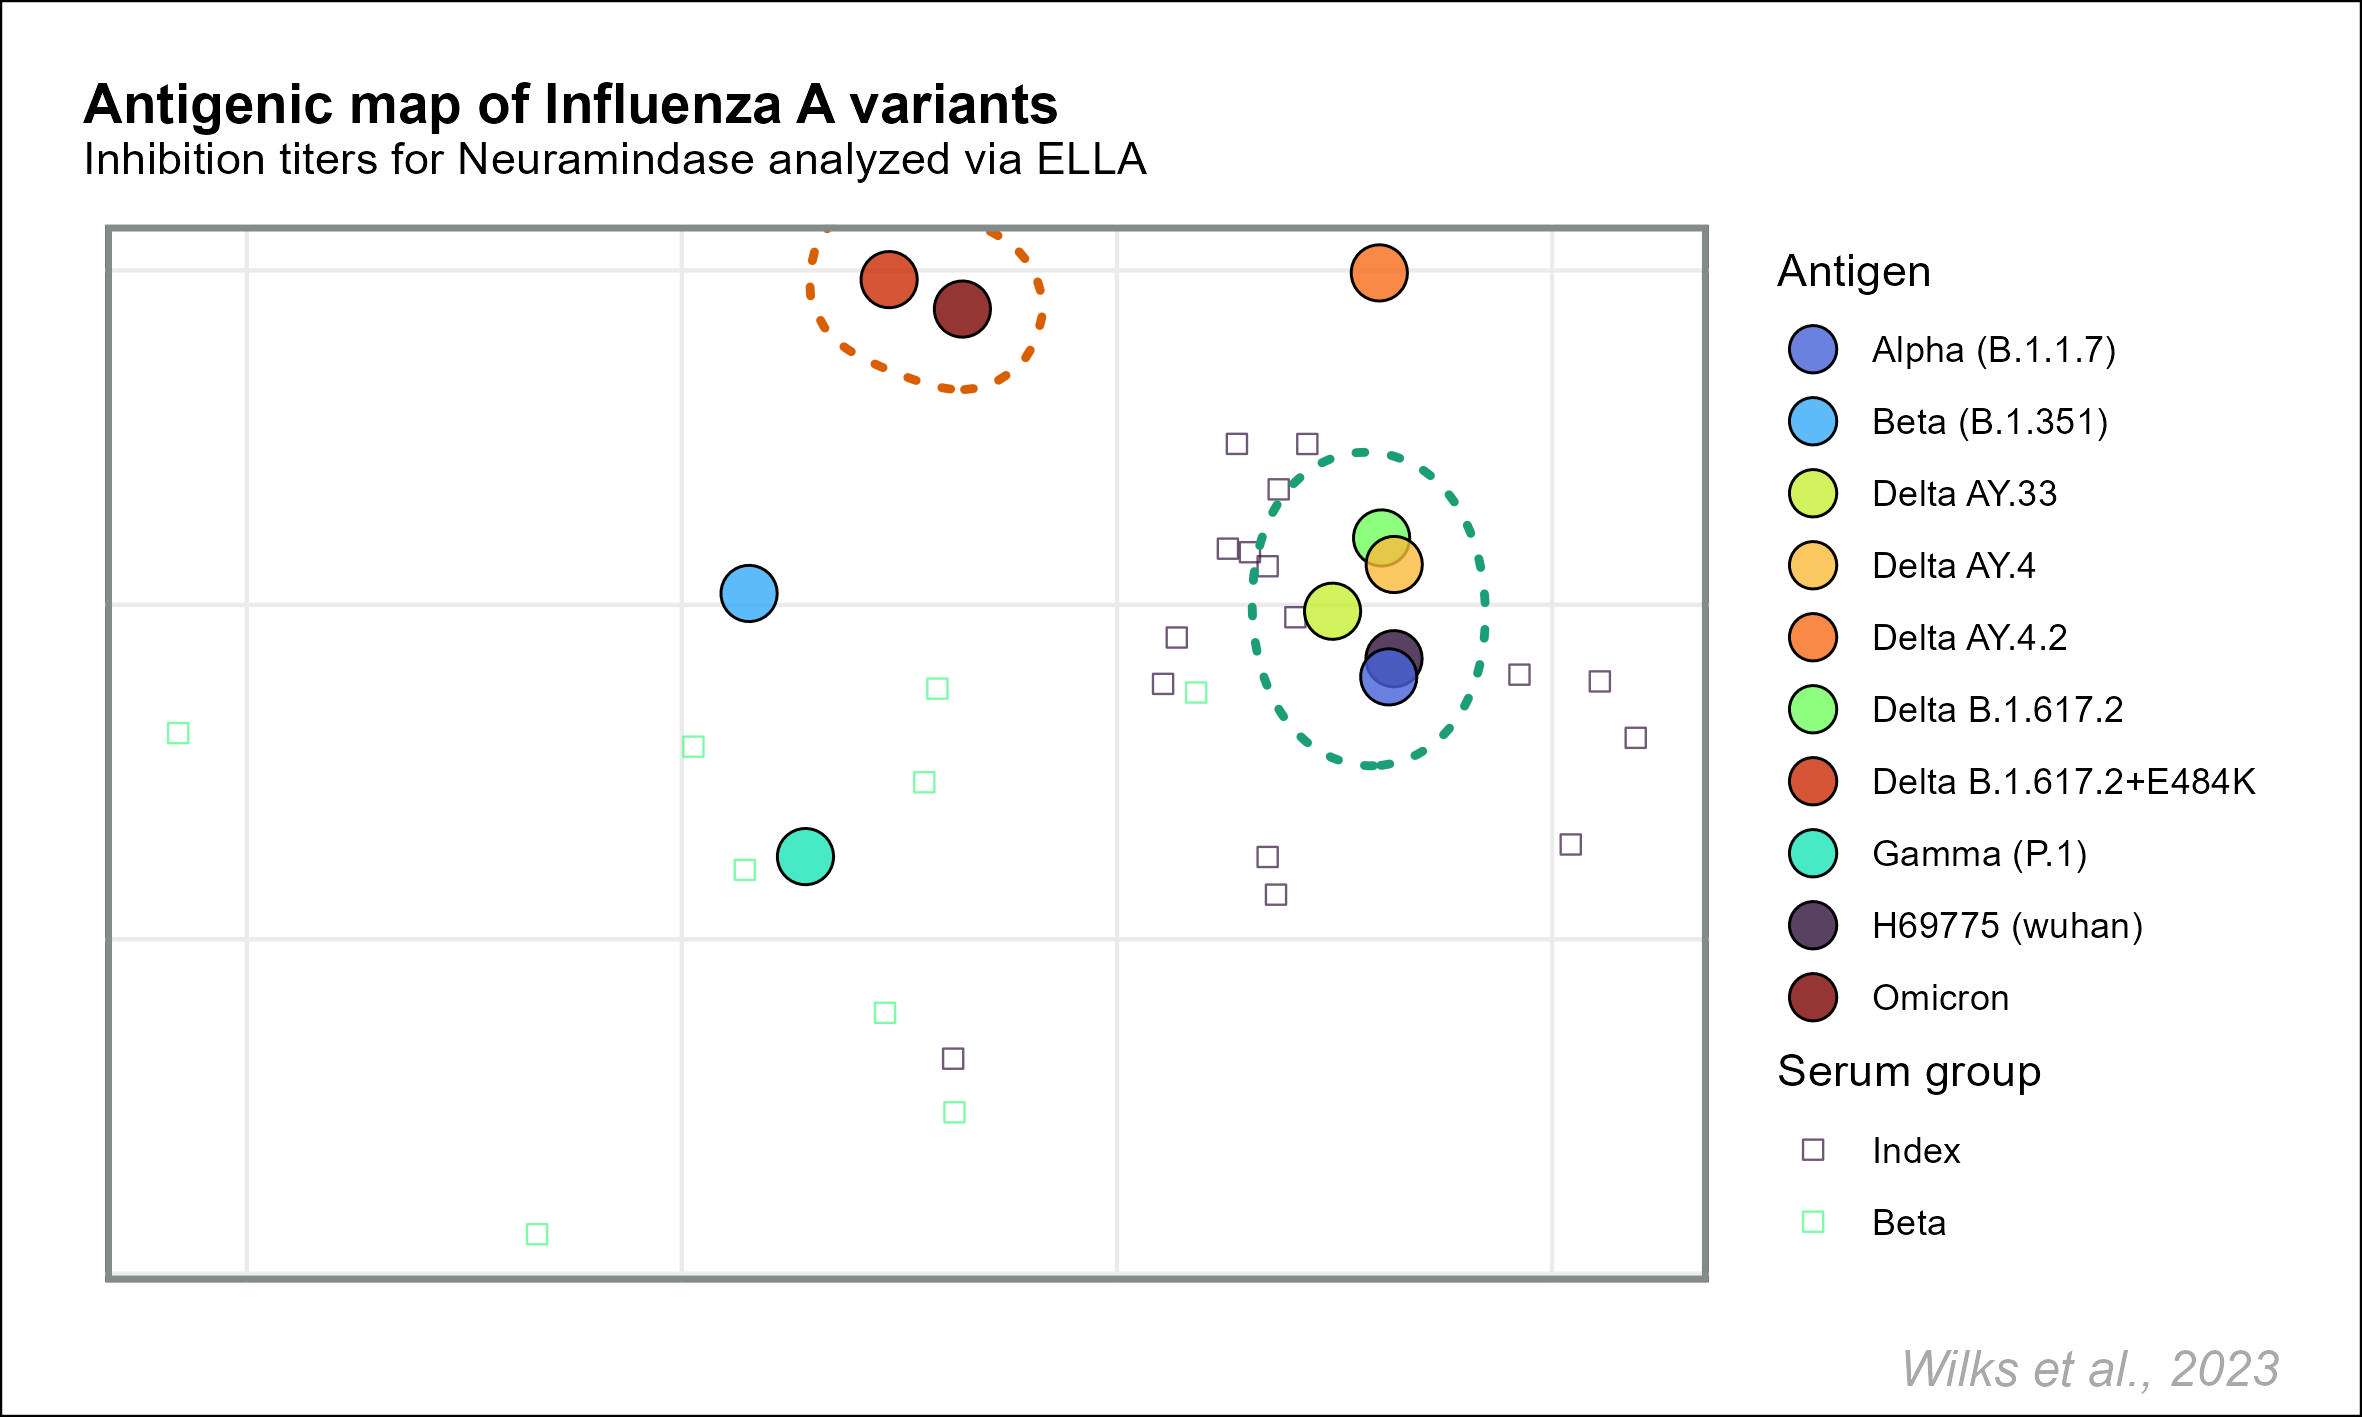 Antigenic map of Influenza A variants
Inhibition titers for Neuramindase analyzed via ELLA
Antigen
Alpha (B.1.1.7)
Beta (B.1.351)
Delta AY.33
Delta AY.4
Delta AY.4.2
Delta B.1.617.2
Delta B.1.617.2+E484K
Gamma (P.1)
H69775 (wuhan)
Omicron
Serum group
Index
Beta
Wilks et al., 2023